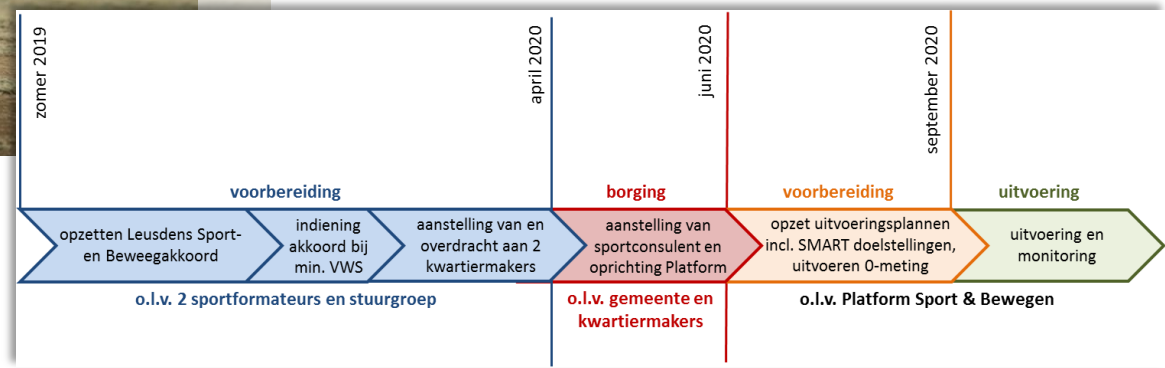 zomer 2019
april 2020
juni 2020
september 2020
voorbereiding
borging
voorbereiding
uitvoering
opzetten Leusdens Sport-
en Beweegakkoord
indiening
akkoord bij
min. VWS
aanstelling van en
overdracht aan 2
kwartiermakers
aanstelling van
sportconsulent en
oprichting Platform
opzet uitvoeringsplannen
incl. SMART doelstellingen,
uitvoeren 0-meting
uitvoering en
monitoring
o.l.v. 2 sportformateurs en stuurgroep
o.l.v. gemeente en
kwartiermakers
o.l.v. Platform Sport & Bewegen